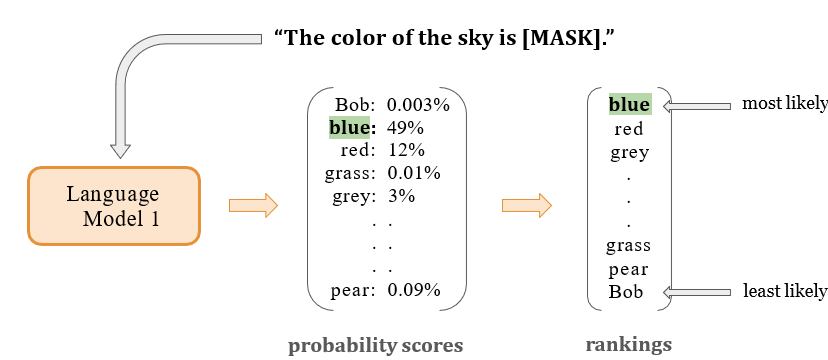 “The color of the sky is [MASK].”
Language
Model 1
Bob: 0.003%
blue: 49%
red: 12%
grass: 0.01%
grey: 3%
. .
. .
. .
pear: 0.09%
probability scores
blue
red
grey
.
.
.
grass
pear
Bob
rankings
most likely
least likely